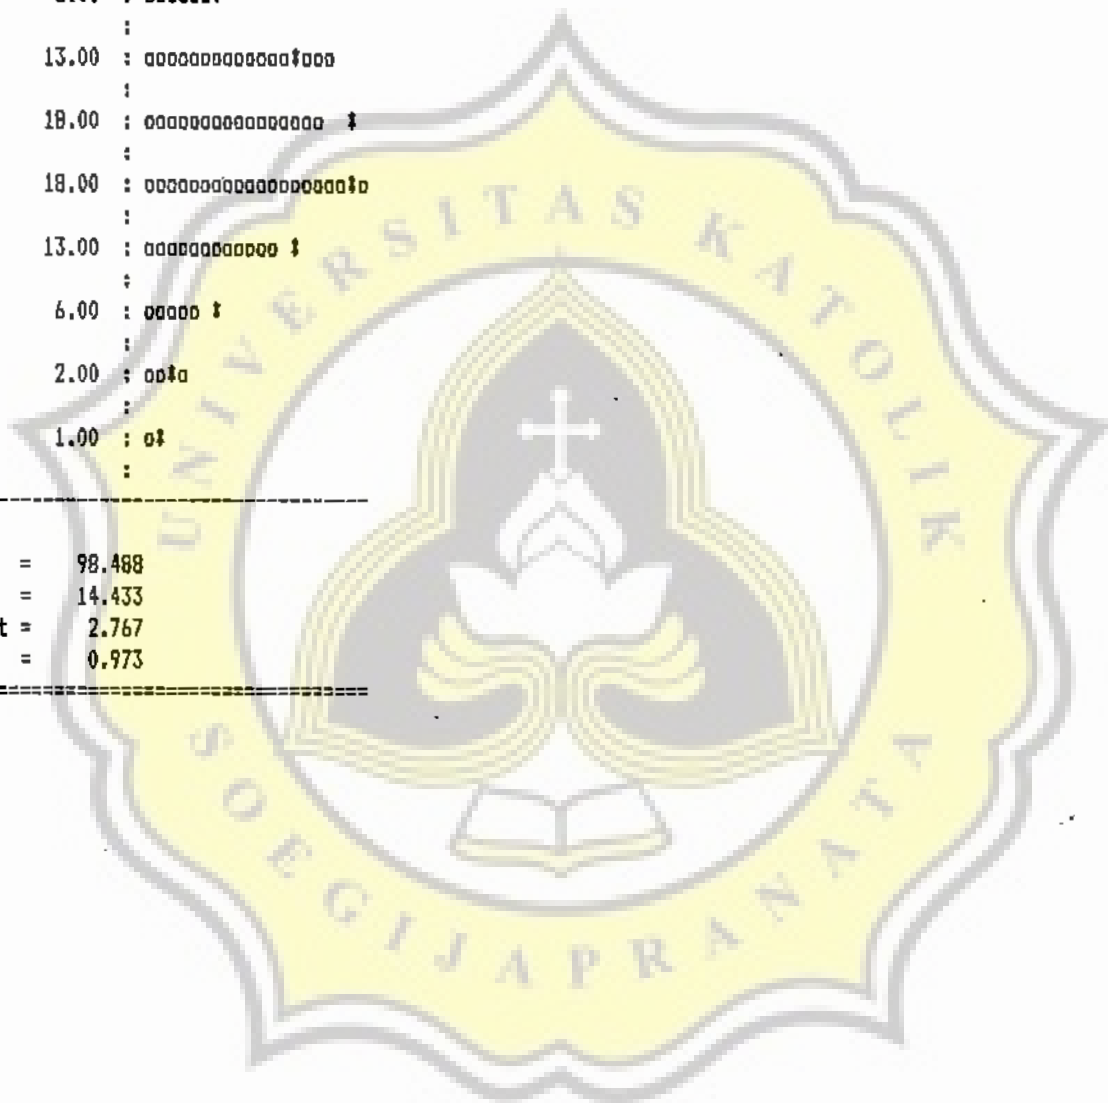 :
13.00 : ooooooooooooo*ooo
:
18.00 : oooooooooooooooo *
:
18.00 : oooooooooooooooooo*o
:
13.00 : oooooooooooo *
:
6.00 : ooooo *
:
2.00 : oo*o
:
1.00 : o*
:
= 98.488
= 14.433
t = 2.767
= 0.973
UNIVERSITAS KATOLIK
SOEGIJAPRANATA